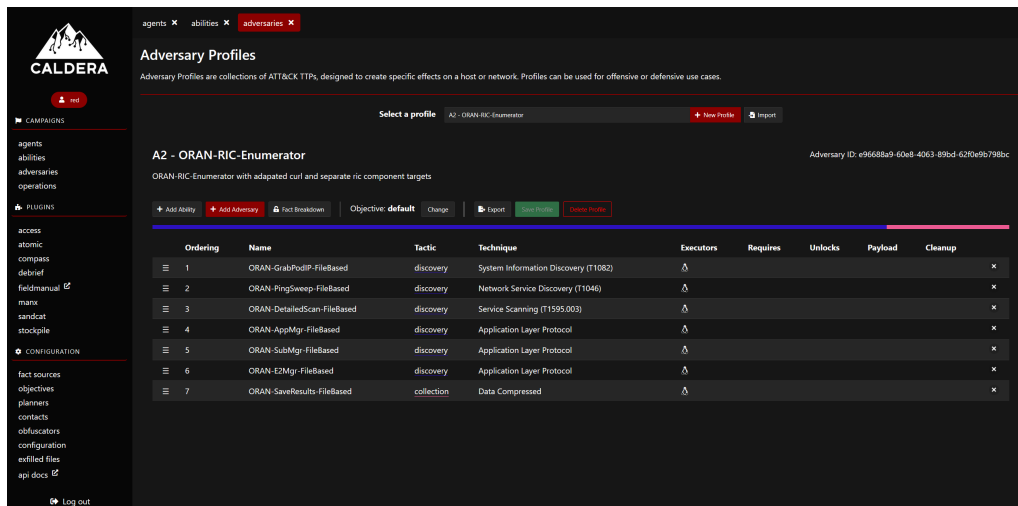 agents × abilities × adversaries ×
CALDERA
red
CAMPAIGNS
agents
abilities
adversaries
operations
PLUGINS
access
atomic
compass
debrief
fieldmanual
manx
sandcat
stockpile
CONFIGURATION
fact sources
objectives
planners
contacts
obfuscators
configuration
exfilled files
api docs
Log out
Adversary Profiles
Adversary Profiles are collections of ATT&CK TTPs, designed to create specific effects on a host or network. Profiles can be used for offensive or defensive use cases.
Select a profile A2 - ORAN-RIC-Enumerator + New Profile Import
A2 - ORAN-RIC-Enumerator Adversary ID: e96688a9-60e8-4063-89bd-62f0e9b798bc
ORAN-RIC-Enumerator with adapated curl and separate ric component targets
+ Add Ability + Add Adversary Fact Breakdown Objective: default Change Export Save Profile Delete Profile
Ordering Name Tactic Technique Executors Requires Unlocks Payload Cleanup
1 ORAN-GrabPodIP-FileBased discovery System Information Discovery (T1082) ×
2 ORAN-PingSweep-FileBased discovery Network Service Discovery (T1046) ×
3 ORAN-DetailedScan-FileBased discovery Service Scanning (T1595.003) ×
4 ORAN-AppMgr-FileBased discovery Application Layer Protocol ×
5 ORAN-SubMgr-FileBased discovery Application Layer Protocol ×
6 ORAN-E2Mgr-FileBased discovery Application Layer Protocol ×
7 ORAN-SaveResults-FileBased collection Data Compressed ×